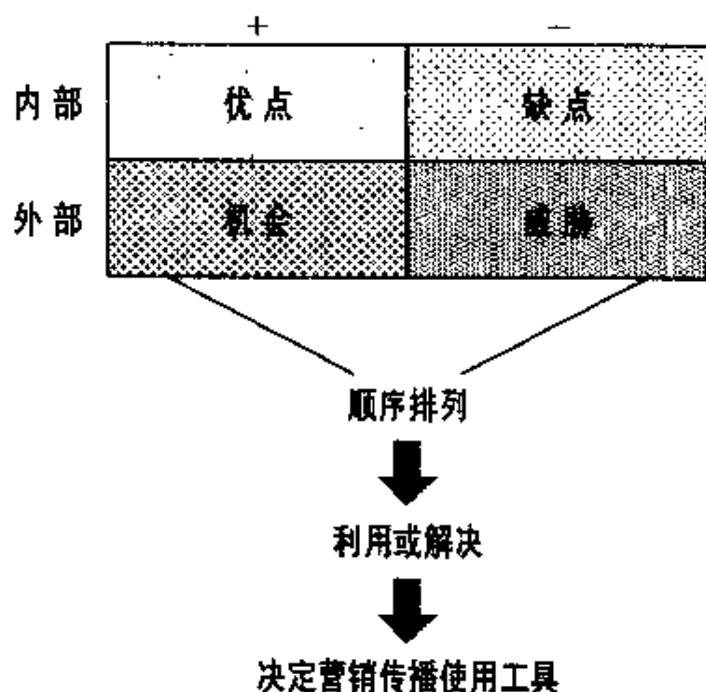 + −
内部 优点 缺点
外部 机会 威胁
顺序排列
利用或解决
决定营销传播使用工具